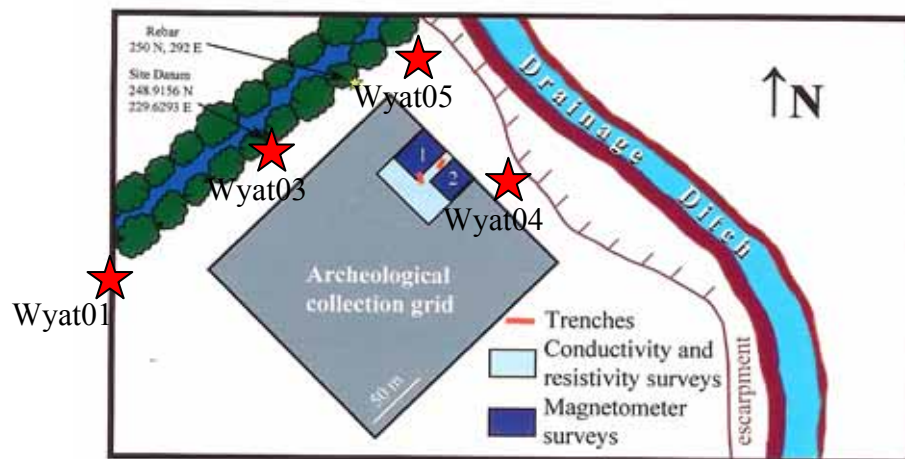 Rebar
250 N, 292 E
Site Datum
248.9156 N
229.6293 E
Wyat05
Drainage Ditch
↑N
1
2
Wyat03
Wyat04
Wyat01
Archeological
collection grid
50 m
Trenches
Conductivity and
resistivity surveys
Magnetometer
surveys
escarpment